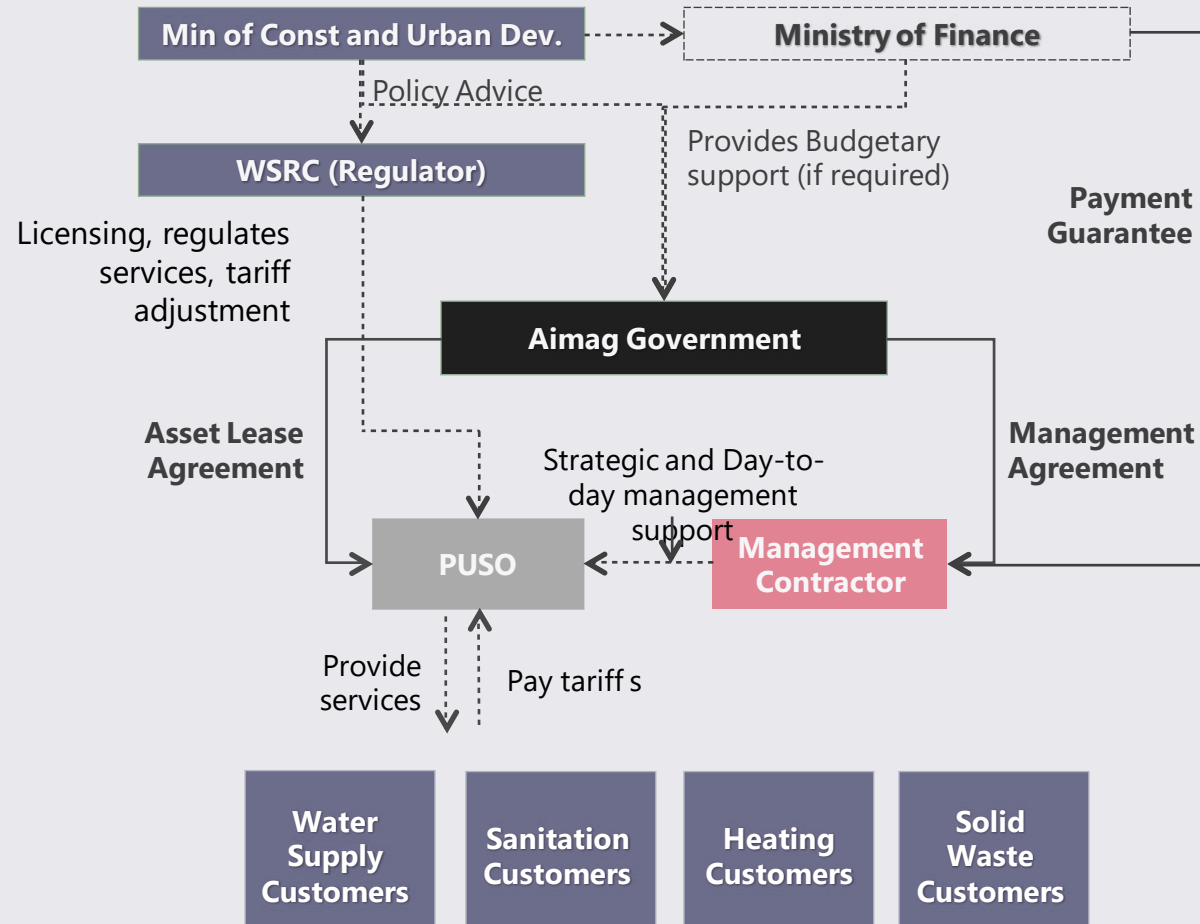 Min of Const and Urban Dev.
Ministry of Finance
Policy Advice
Provides Budgetary
support (if required)
WSRC (Regulator)
Payment
Guarantee
Licensing, regulates
services, tariff
adjustment
Aimag Government
Asset Lease
Agreement
Management
Agreement
Strategic and Day-to-
day management
support
PUSO
Management
Contractor
Provide
services
Pay tariff s
Water
Supply
Customers
Sanitation
Customers
Heating
Customers
Solid
Waste
Customers